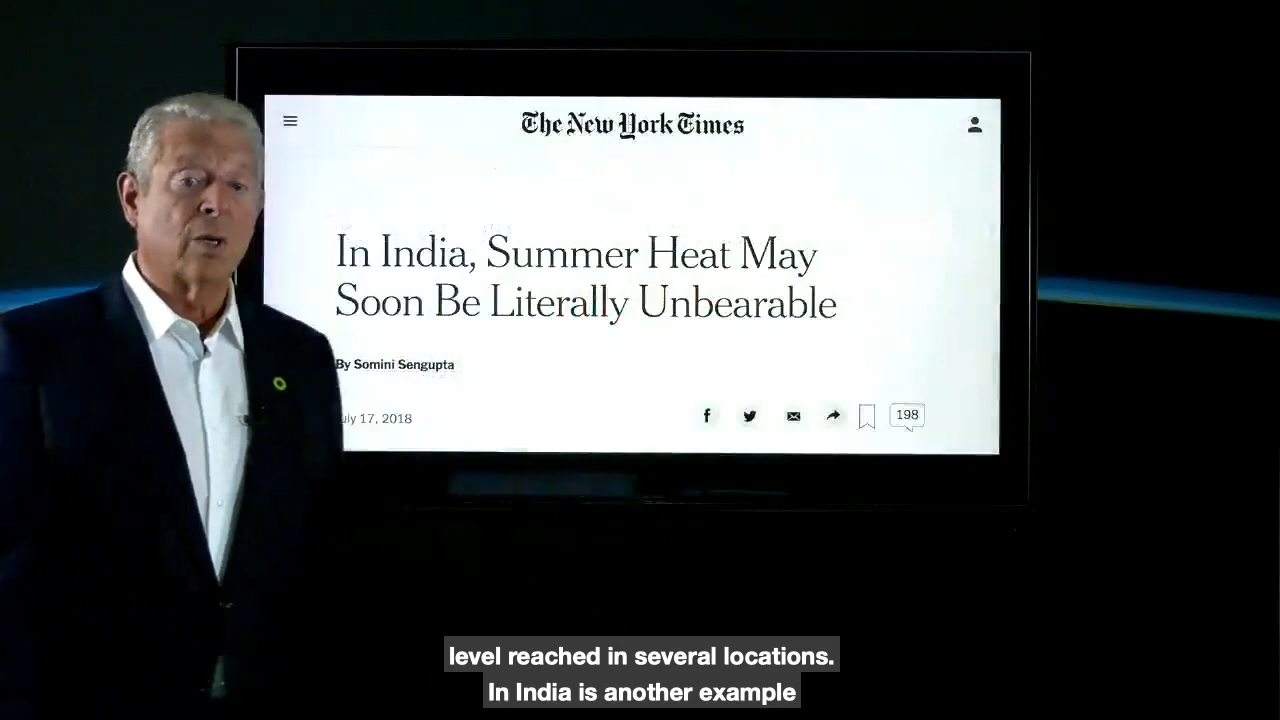 The New York Times
In India, Summer Heat May
Soon Be Literally Unbearable
By Somini Sengupta
uly 17, 2018
198
level reached in several locations.
In India is another example